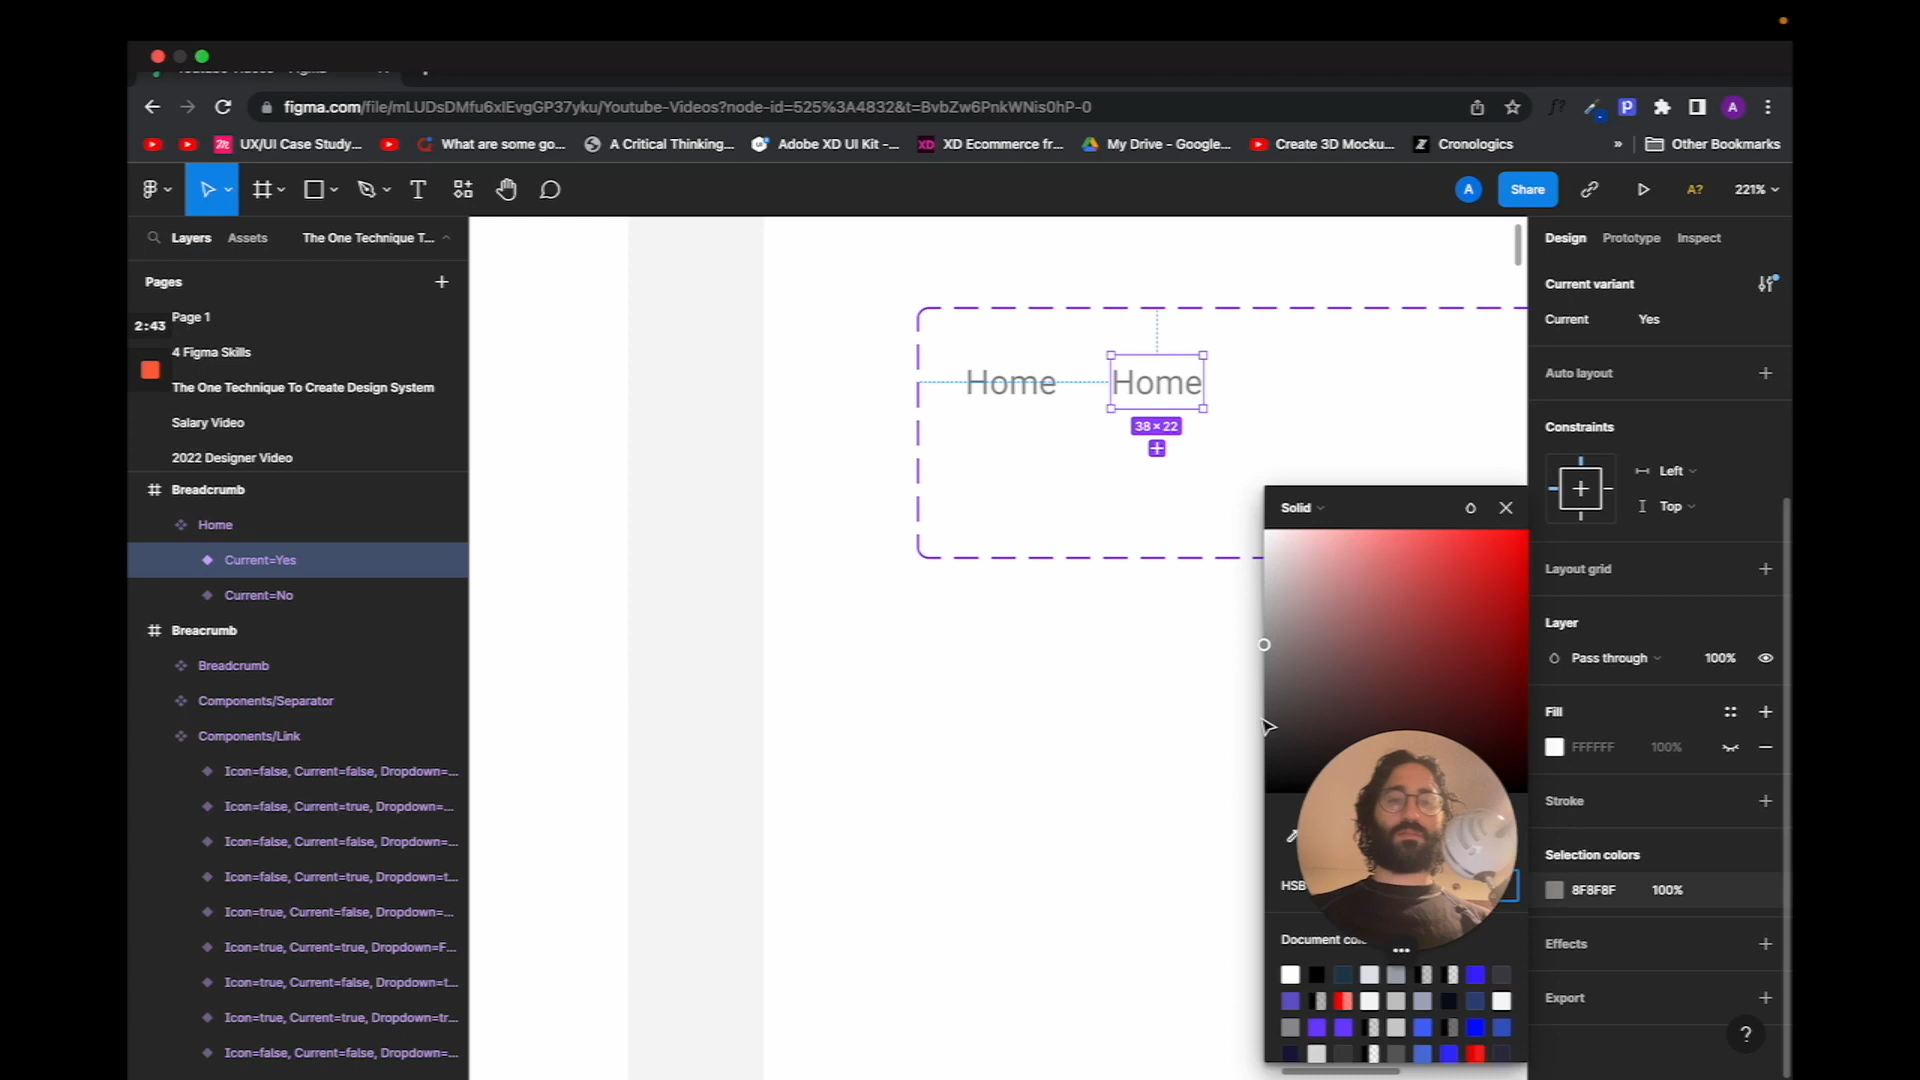 figma.com/file/mLUDsDMfu6xlEvgGP37yku/Youtube-Videos?node-id=525%3A4832&t=BvbZw6PnkWNis0hP-0
UX/UI Case Study...
What are some go...
A Critical Thinking...
Adobe XD UI Kit -...
XD Ecommerce fr...
My Drive - Google...
Create 3D Mocku...
Cronologics
»
Other Bookmarks
A
Share
A?
221%
Layers
Assets
The One Technique T...
Design
Prototype
Inspect
Pages
Page 1
2:43
4 Figma Skills
The One Technique To Create Design System
Salary Video
2022 Designer Video
Breadcrumb
Home
Current=Yes
Current=No
Breacrumb
Breadcrumb
Components/Separator
Components/Link
Icon=false, Current=false, Dropdown=...
Icon=false, Current=true, Dropdown=...
Icon=false, Current=false, Dropdown=...
Icon=false, Current=true, Dropdown=t...
Icon=true, Current=false, Dropdown=...
Icon=true, Current=true, Dropdown=F...
Icon=true, Current=false, Dropdown=t...
Icon=true, Current=true, Dropdown=tr...
Icon=false, Current=false, Dropdown=...
Home
Home
38 × 22
Solid
HSB
Document
Current variant
Current
Yes
Auto layout
Constraints
Left
Top
Layout grid
Layer
Pass through
100%
Fill
FFFFFF
100%
Stroke
Selection colors
8F8F8F
100%
Effects
Export
?